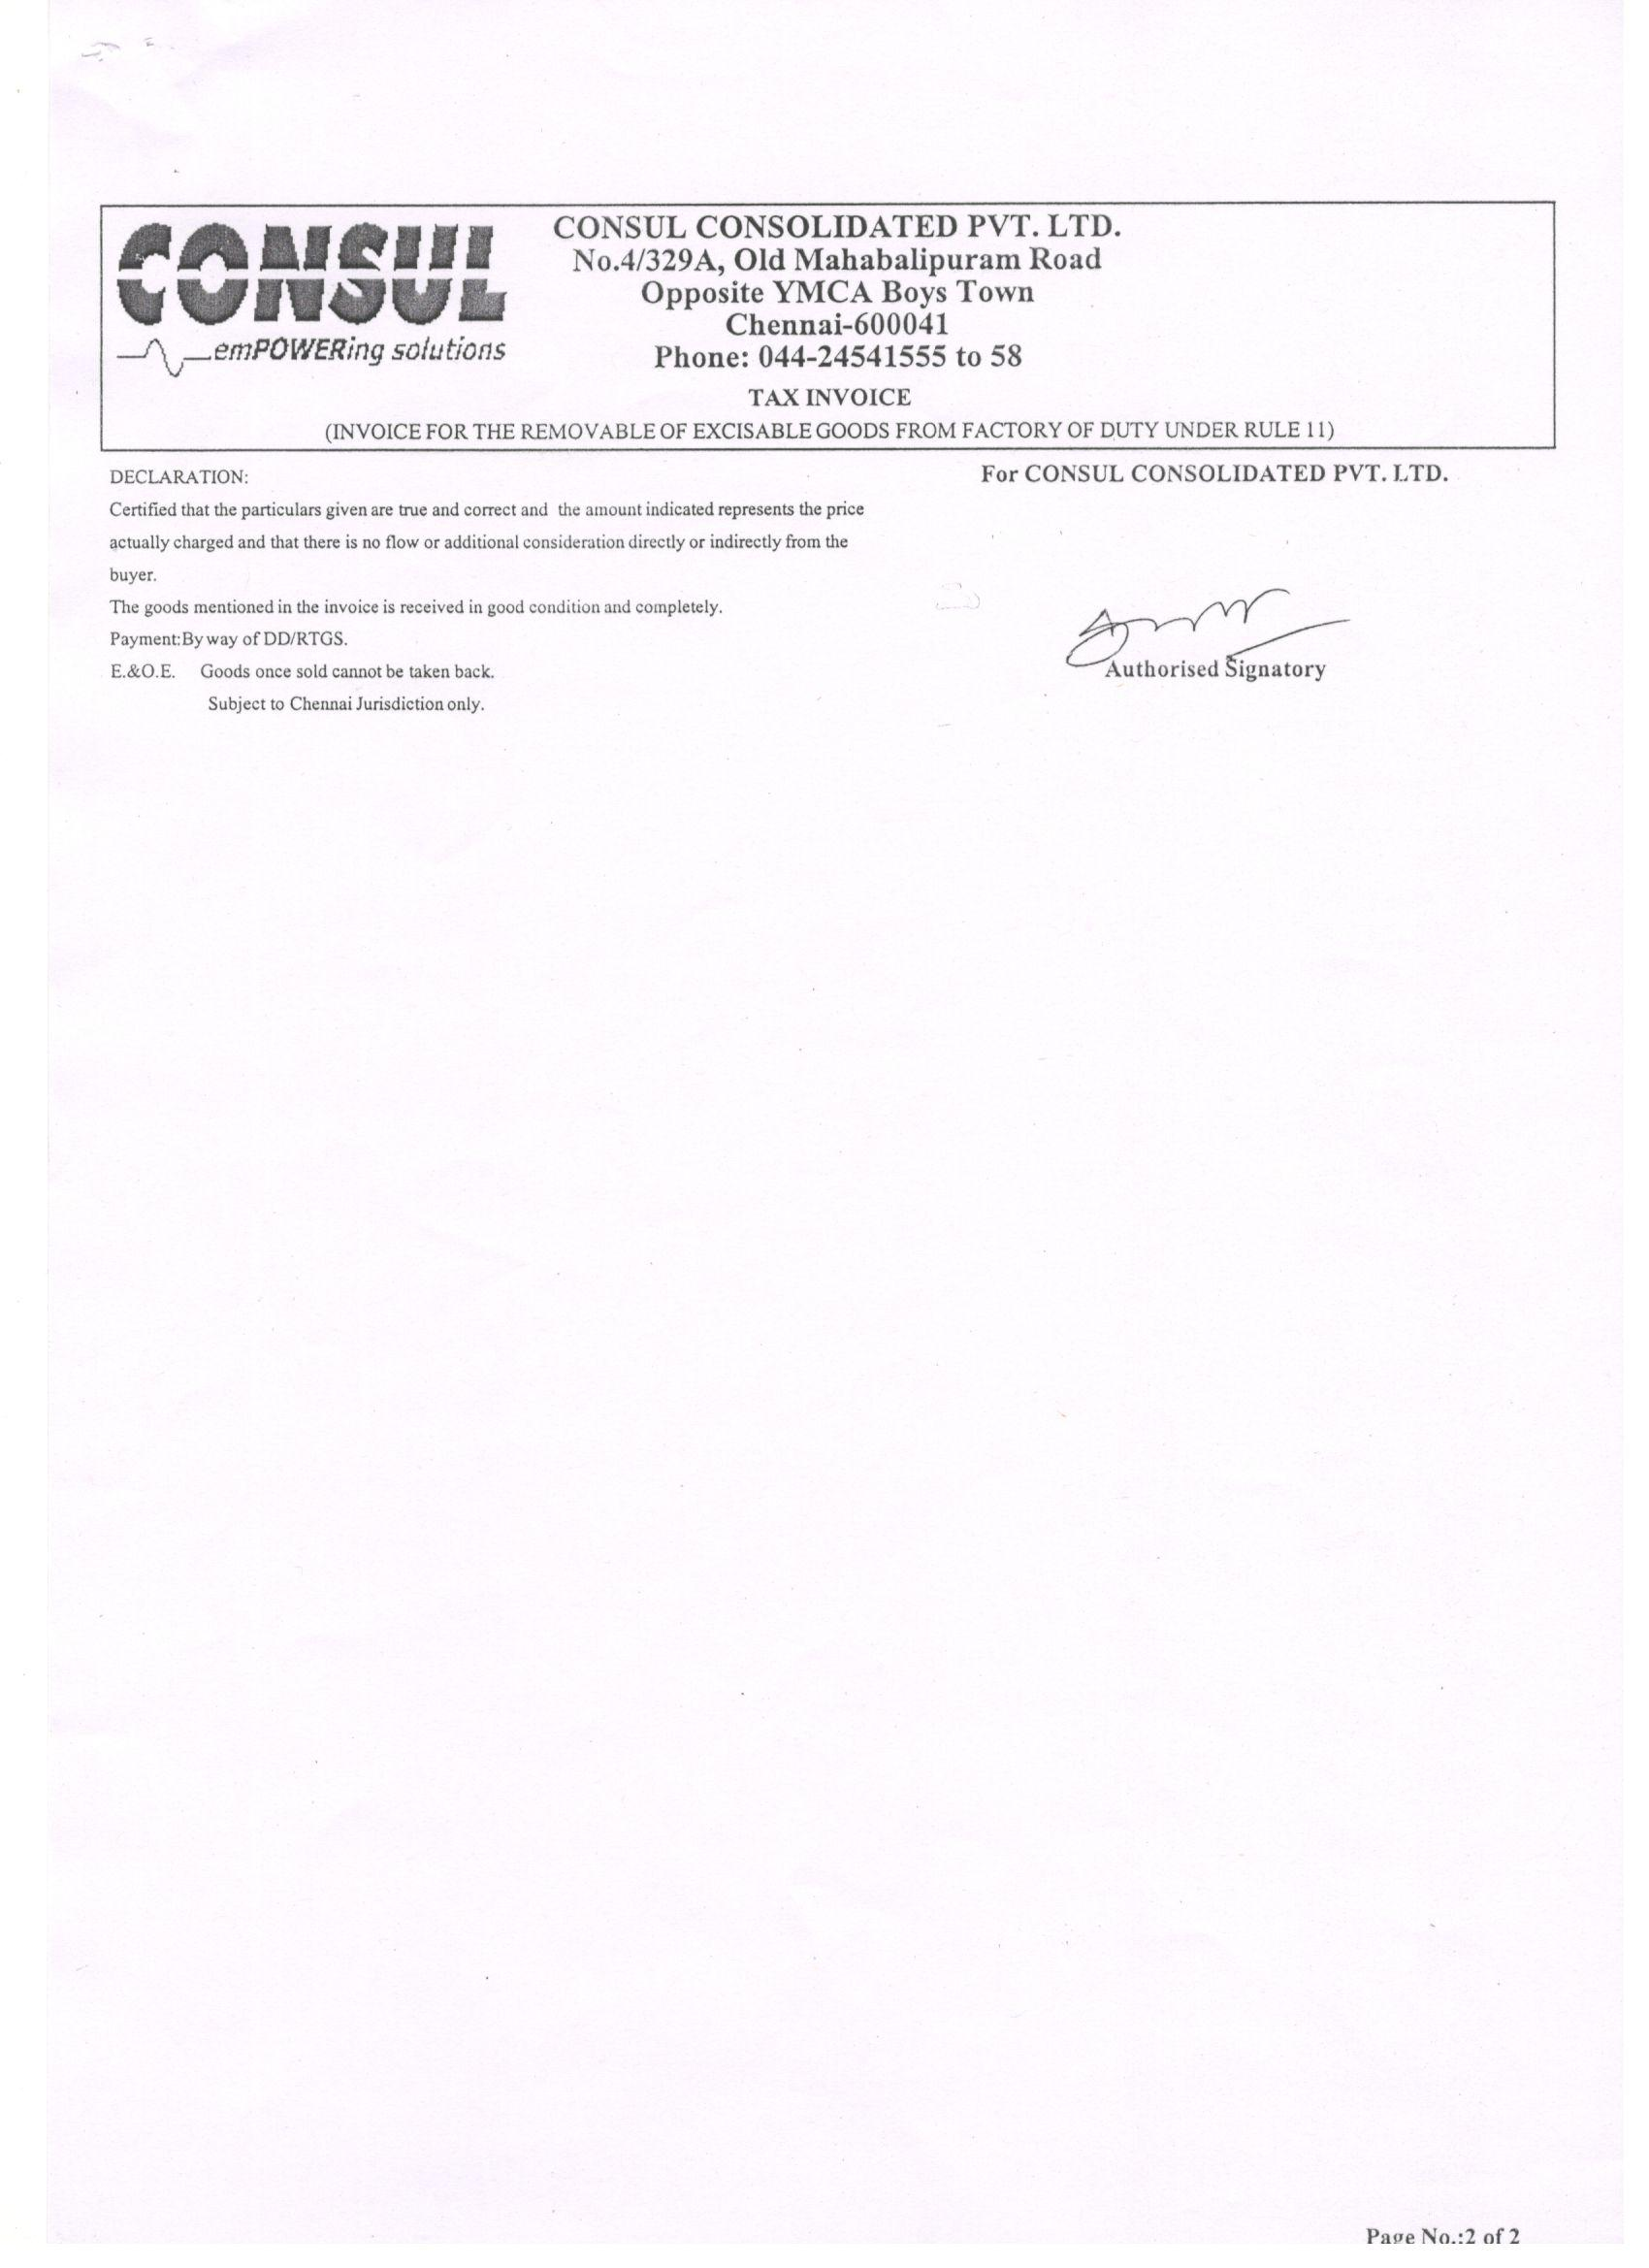 CONSUL
emPOWERing solutions
CONSUL CONSOLIDATED PVT. LTD.
No.4/329A, Old Mahabalipuram Road
Opposite YMCA Boys Town
Chennai-600041
Phone: 044-24541555 to 58
TAX INVOICE
(INVOICE FOR THE REMOVABLE OF EXCISABLE GOODS FROM FACTORY OF DUTY UNDER RULE 11)
DECLARATION:
Certified that the particulars given are true and correct and the amount indicated represents the price
actually charged and that there is no flow or additional consideration directly or indirectly from the
buyer.
The goods mentioned in the invoice is received in good condition and completely.
Payment:By way of DD/RTGS.
E.&O.E. Goods once sold cannot be taken back.
Subject to Chennai Jurisdiction only.
For CONSUL CONSOLIDATED PVT. LTD.
Authorised Signatory
Page No.:2 of 2